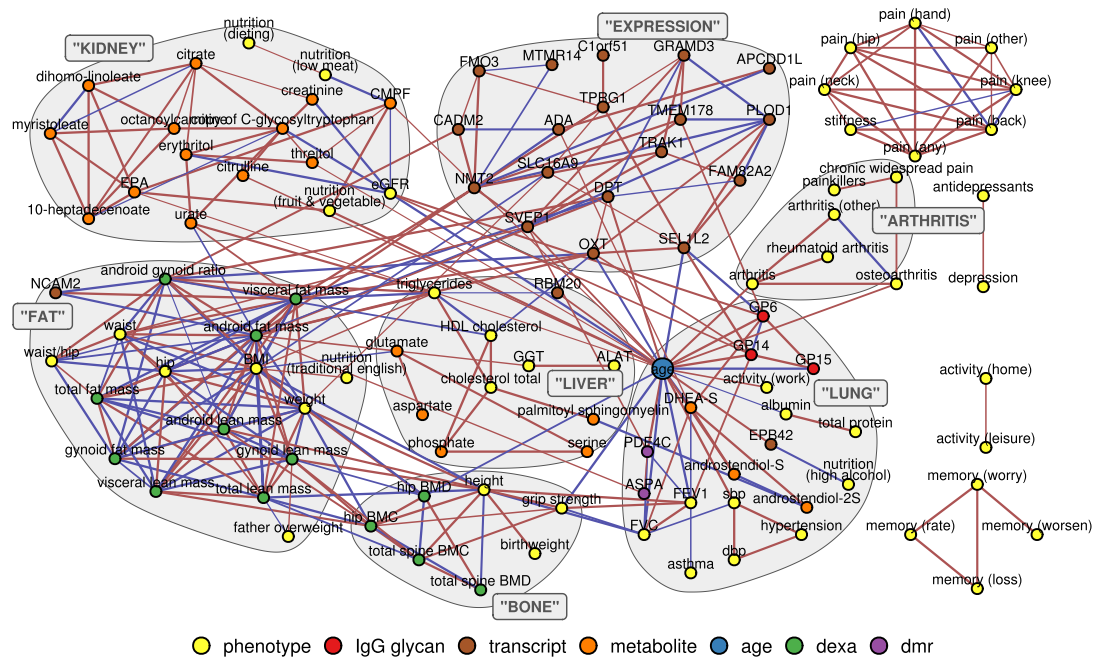 "KIDNEY"
nutrition
(dieting)
citrate
nutrition
(low meat)
dihomo-linoleate
creatinine
CMPF
myristoleate
octanoylcarnitine
copy of C-glycosyltryptophan
erythritol
threitol
citrulline
EPA
eGFR
nutrition
(fruit & vegetable)
10-heptadecenoate
urate
"EXPRESSION"
C1orf51
GRAMD3
MTMR14
FMO3
APCDD1L
TPRG1
TMEM178
PLOD1
CADM2
ADA
TRAK1
SLC16A9
NMT2
FAM82A2
DPT
SVEP1
OXT
SEL1L2
pain (hand)
pain (hip)
pain (other)
pain (neck)
pain (knee)
stiffness
pain (back)
pain (any)
chronic widespread pain
painkillers
arthritis (other)
"ARTHRITIS"
rheumatoid arthritis
arthritis
osteoarthritis
antidepressants
depression
"FAT"
NCAM2
android gynoid ratio
visceral fat mass
android fat mass
waist
waist/hip
hip
BMI
nutrition
(traditional english)
total fat mass
weight
android lean mass
gynoid fat mass
gynoid lean mass
visceral lean mass
total lean mass
father overweight
triglycerides
RBM20
HDL cholesterol
glutamate
GGT
ALAT
cholesterol total
"LIVER"
aspartate
palmitoyl sphingomyelin
phosphate
serine
GP6
GP14
GP15
age
activity (work)
"LUNG"
DHEA-S
albumin
total protein
EPB42
PDE4C
androstendiol-S
nutrition
(high alcohol)
ASPA
FEV1
sbp
androstendiol-2S
FVC
hypertension
dbp
asthma
hip BMD
height
grip strength
hip BMC
birthweight
total spine BMC
total spine BMD
"BONE"
activity (home)
activity (leisure)
memory (worry)
memory (rate)
memory (worsen)
memory (loss)
phenotype
IgG glycan
transcript
metabolite
age
dexa
dmr